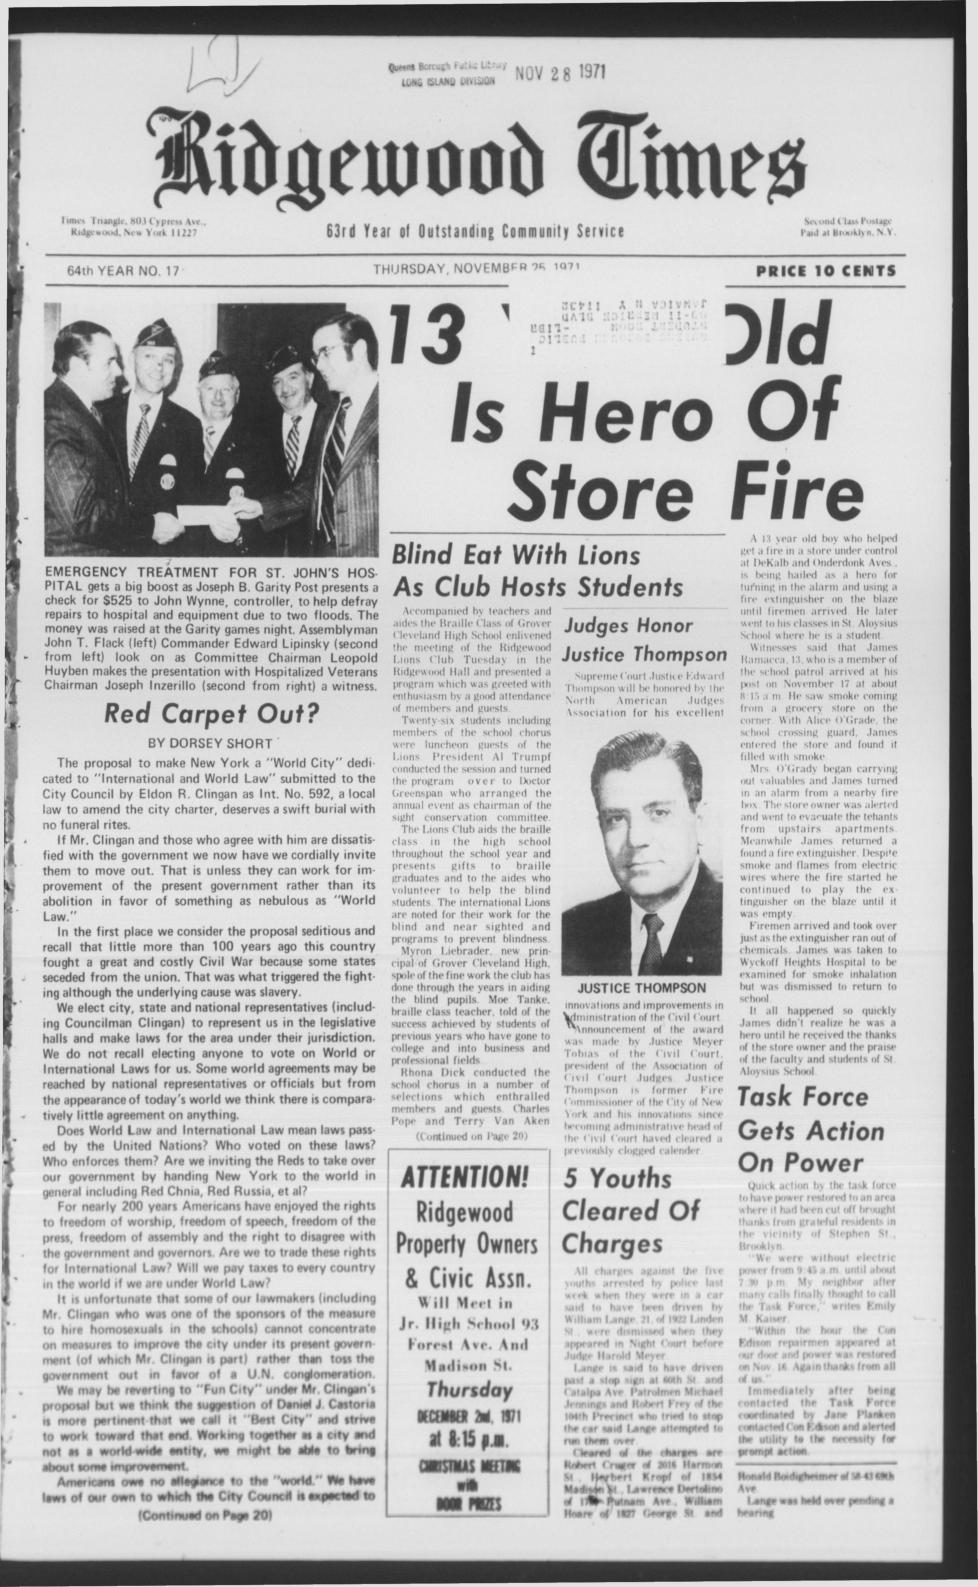 Queens Borough Public Library
LONG ISLAND DIVISION
NOV 28 1971
Ridgewood Times
Times Triangle, 803 Cypress Ave.,
Ridgewood, New York 11227
63rd Year of Outstanding Community Service
Second Class Postage
Paid at Brooklyn, N.Y.
64th YEAR NO. 17
THURSDAY, NOVEMBER 25, 1971
PRICE 10 CENTS
13 Old
Is Hero Of
Store Fire
EMERGENCY TREATMENT FOR ST. JOHN'S HOS-
PITAL gets a big boost as Joseph B. Garity Post presents a
check for $525 to John Wynne, controller, to help defray
repairs to hospital and equipment due to two floods. The
money was raised at the Garity games night. Assemblyman
John T. Flack (left) Commander Edward Lipinsky (second
from left) look on as Committee Chairman Leopold
Huyben makes the presentation with Hospitalized Veterans
Chairman Joseph Inzerillo (second from right) a witness.
Red Carpet Out?
BY DORSEY SHORT
The proposal to make New York a "World City" dedi-
cated to "International and World Law" submitted to the
City Council by Eldon R. Clingan as Int. No. 592, a local
law to amend the city charter, deserves a swift burial with
no funeral rites.
If Mr. Clingan and those who agree with him are dissatis-
fied with the government we now have we cordially invite
them to move out. That is unless they can work for im-
provement of the present government rather than its
abolition in favor of something as nebulous as "World
Law."
In the first place we consider the proposal seditious and
recall that little more than 100 years ago this country
fought a great and costly Civil War because some states
seceded from the union. That was what triggered the fight-
ing although the underlying cause was slavery.
We elect city, state and national representatives (includ-
ing Councilman Clingan) to represent us in the legislative
halls and make laws for the area under their jurisdiction.
We do not recall electing anyone to vote on World or
International Laws for us. Some world agreements may be
reached by national representatives or officials but from
the appearance of today's world we think there is compara-
tively little agreement on anything.
Does World Law and International Law mean laws pass-
ed by the United Nations? Who voted on these laws?
Who enforces them? Are we inviting the Reds to take over
our government by handing New York to the world in
general including Red Chnia, Red Russia, et al?
For nearly 200 years Americans have enjoyed the rights
to freedom of worship, freedom of speech, freedom of the
press, freedom of assembly and the right to disagree with
the government and governors. Are we to trade these rights
for International Law? Will we pay taxes to every country
in the world if we are under World Law?
It is unfortunate that some of our lawmakers (including
Mr. Clingan who was one of the sponsors of the measure
to hire homosexuals in the schools) cannot concentrate
on measures to improve the city under its present govern-
ment (of which Mr. Clingan is part) rather than toss the
government out in favor of a U.N. conglomeration.
We may be reverting to "Fun City" under Mr. Clingan's
proposal but we think the suggestion of Daniel J. Castoria
is more pertinent-that we call it "Best City" and strive
to work toward that end. Working together as a city and
not as a world-wide entity, we might be able to bring
about some improvement.
Americans owe no allegiance to the "world." We have
laws of our own to which the City Council is expected to
(Continued on Page 20)
Blind Eat With Lions
As Club Hosts Students
Accompanied by teachers and
aides the Braille Class of Grover
Cleveland High School enlivened
the meeting of the Ridgewood
Lions Club Tuesday in the
Ridgewood Hall and presented a
program which was greeted with
enthusiasm by a good attendance
of members and guests.
Twenty-six students including
members of the school chorus
were luncheon guests of the
Lions. President Al Trumpf
conducted the session and turned
the program over to Doctor
Greenspan who arranged the
annual event as chairman of the
sight conservation committee.
The Lions Club aids the braille
class in the high school
throughout the school year and
presents gifts to braille
graduates and to the aides who
volunteer to help the blind
students. The international Lions
are noted for their work for the
blind and near sighted and
programs to prevent blindness.
Myron Liebrader, new prin-
cipal of Grover Cleveland High,
spole of the fine work the club has
done through the years in aiding
the blind pupils. Moe Tanke,
braille class teacher, told of the
success achieved by students of
previous years who have gone to
college and into business and
professional fields.
Rhona Dick conducted the
school chorus in a number of
selections which enthralled
members and guests. Charles
Pope and Terry Van Aken
(Continued on Page 20)
ATTENTION!
Ridgewood
Property Owners
& Civic Assn.
Will Meet in
Jr. High School 93
Forest Ave. And
Madison St.
Thursday
DECEMBER 2nd, 1971
at 8:15 p.m.
CHRISTMAS MEETING
with
DOOR PRIZES
Judges Honor
Justice Thompson
Supreme Court Justice Edward
Thompson will be honored by the
North American Judges
Association for his excellent
JUSTICE THOMPSON
innovations and improvements in
administration of the Civil Court.
Announcement of the award
was made by Justice Meyer
Tobias of the Civil Court,
president of the Association of
Civil Court Judges. Justice
Thompson is former Fire
Commissioner of the City of New
York and his innovations since
becoming administrative head of
the Civil Court haved cleared a
previously clogged calender.
5 Youths
Cleared Of
Charges
All charges against the five
youths arrested by police last
week when they were in a car
said to have been driven by
William Lange, 21, of 1922 Linden
St., were dismissed when they
appeared in Night Court before
Judge Harold Meyer.
Lange is said to have driven
past a stop sign at 60th St. and
Catalpa Ave. Patrolmen Michael
Jennings and Robert Frey of the
104th Precinct who tried to stop
the car said Lange attempted to
run them over.
Cleared of the charges are
Robert Cruger of 2016 Harmon
St., Herbert Kropf of 1854
Madison St., Lawrence Dertolino
of Putnam Ave., William
Hoare of 1827 George St. and
A 13 year old boy who helped
get a fire in a store under control
at DeKalb and Onderdonk Aves.,
is being hailed as a hero for
turning in the alarm and using a
fire extinguisher on the blaze
until firemen arrived. He later
went to his classes in St. Aloysius
School where he is a student.
Witnesses said that James
Ramacca, 13, who is a member of
the school patrol arrived at his
post on November 17 at about
8:15 a.m. He saw smoke coming
from a grocery store on the
corner. With Alice O'Grade, the
school crossing guard, James
entered the store and found it
filled with smoke.
Mrs. O'Grady began carrying
out valuables and James turned
in an alarm from a nearby fire
box. The store owner was alerted
and went to evacuate the tenants
from upstairs apartments.
Meanwhile James returned a
found a fire extinguisher. Despite
smoke and flames from electric
wires where the fire started he
continued to play the ex-
tinguisher on the blaze until it
was empty.
Firemen arrived and took over
just as the extinguisher ran out of
chemicals. James was taken to
Wyckoff Heights Hospital to be
examined for smoke inhalation
but was dismissed to return to
school.
It all happened so quickly
James didn't realize he was a
hero until he received the thanks
of the store owner and the praise
of the faculty and students of St.
Aloysius School.
Task Force
Gets Action
On Power
Quick action by the task force
to have power restored to an area
where it had been cut off brought
thanks from grateful residents in
the vicinity of Stephen St.,
Brooklyn.
"We were without electric
power from 9:45 a.m. until about
7:30 p.m. My neighbor after
many calls finally thought to call
the Task Force," writes Emily
M. Kaiser.
"Within the hour the Con
Edison repairmen appeared at
our door and power was restored
on Nov. 16. Again thanks from all
of us."
Immediately after being
contacted the Task Force
coordinated by Jane Planken
contacted Con Edison and alerted
the utility to the necessity for
prompt action.
Ronald Boidigheimer of 58-43 69th
Ave.
Lange was held over pending a
hearing